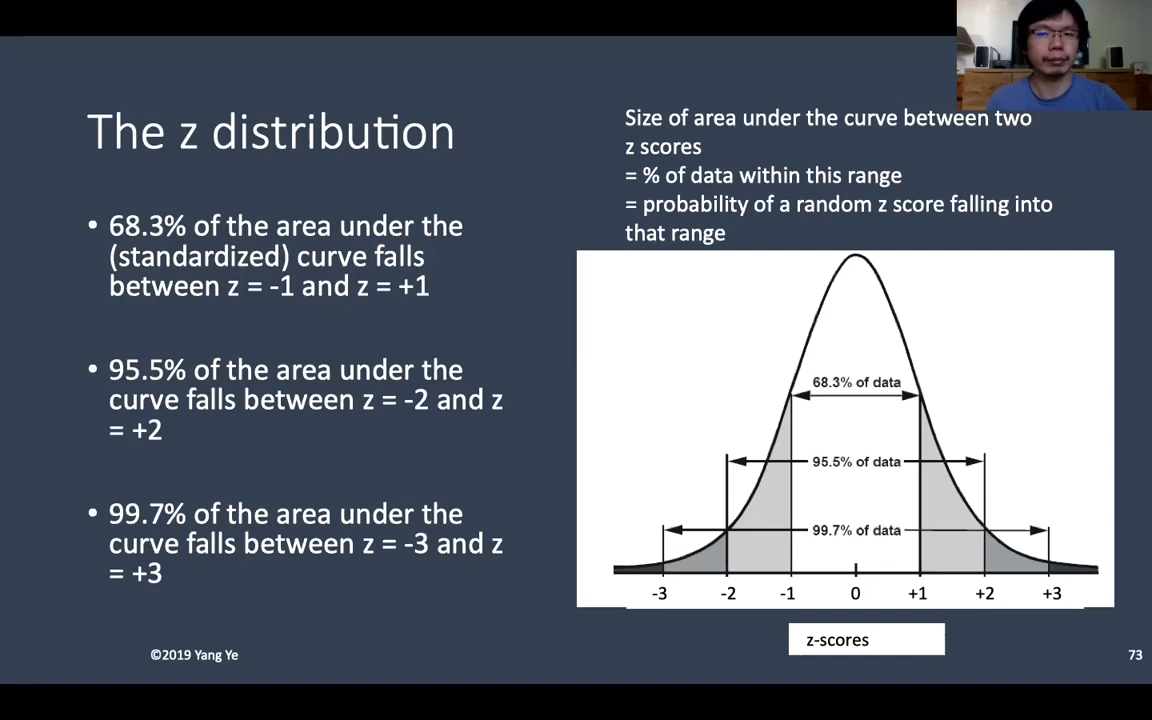 The z distribution
• 68.3% of the area under the
(standardized) curve falls
between z = -1 and z = +1
• 95.5% of the area under the
curve falls between z = -2 and z
= +2
• 99.7% of the area under the
curve falls between z = -3 and z
= +3
Size of area under the curve between two
z scores
= % of data within this range
= probability of a random z score falling into
that range
68.3% of data
95.5% of data
99.7% of data
-3 -2 -1 0 +1 +2 +3
z-scores
©2019 Yang Ye
73